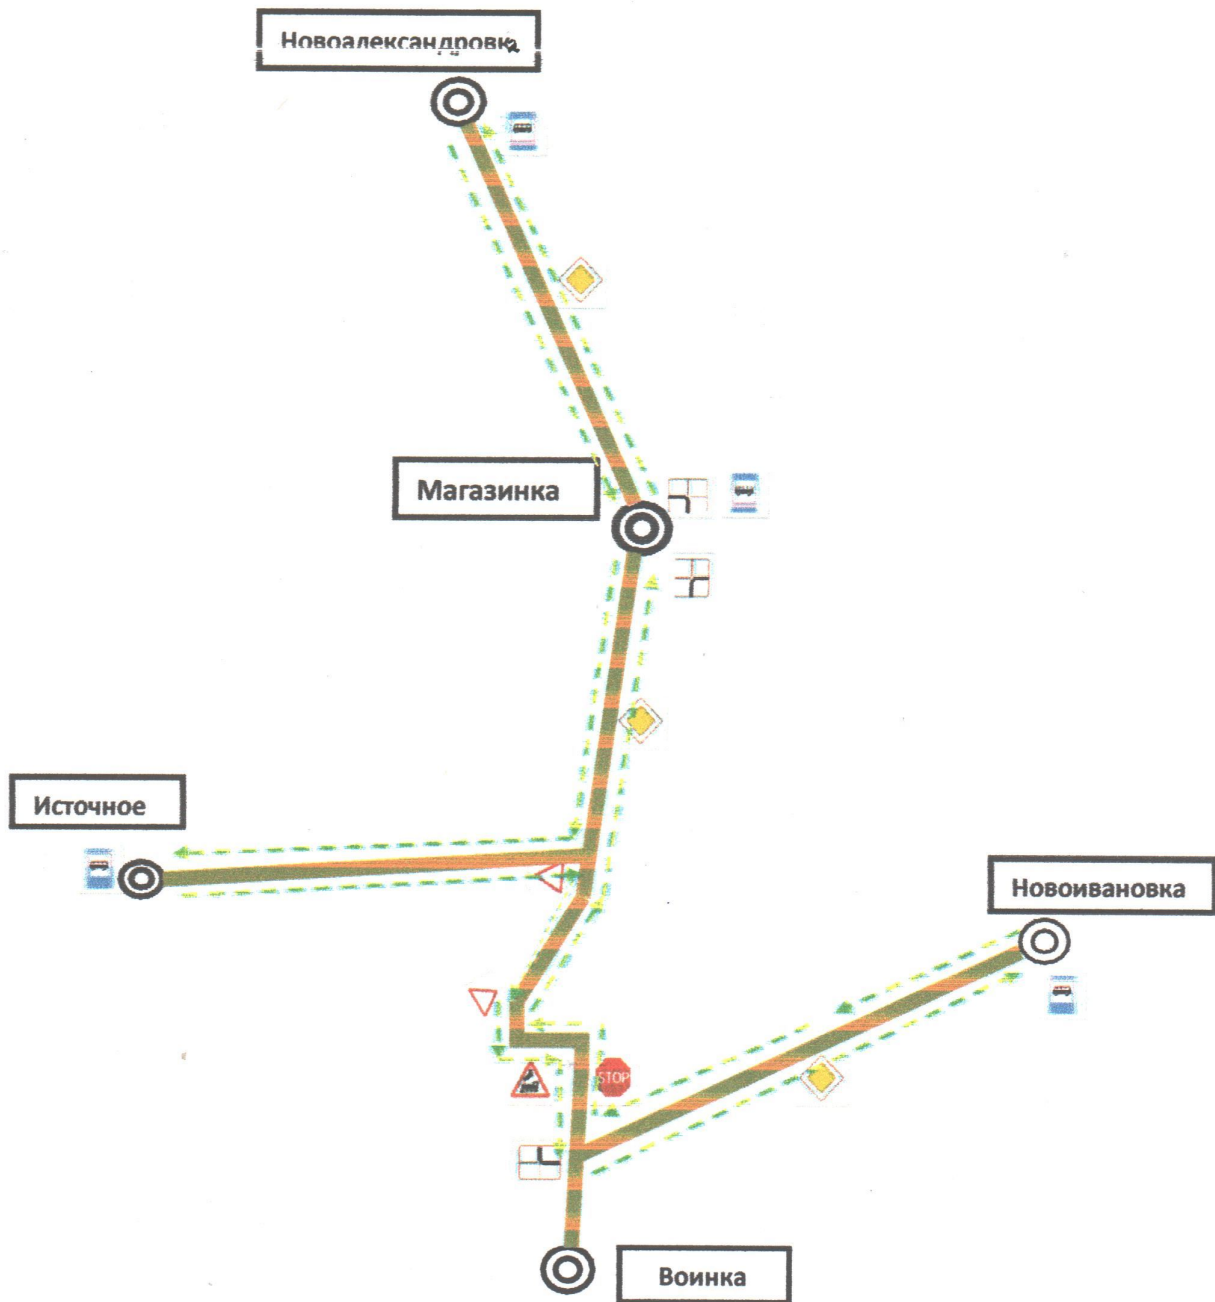 Новоалександровка
Магазинка
Источное
Новоивановка
STOP
Воинка